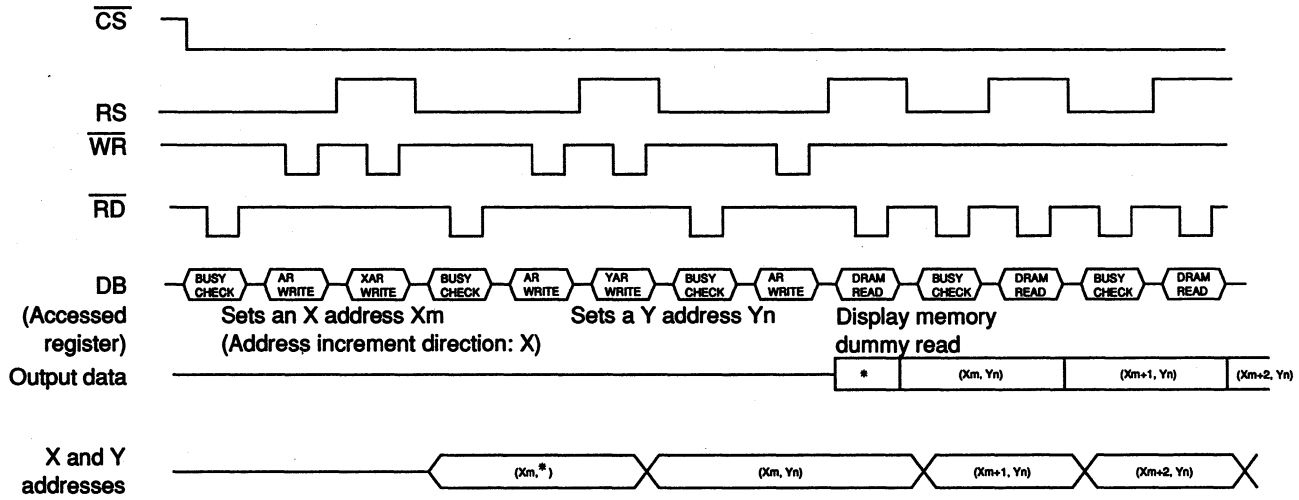 CS
RS
WR
RD
DB
(Accessed register)
BUSY CHECK
AR WRITE
XAR WRITE
BUSY CHECK
AR WRITE
YAR WRITE
BUSY CHECK
AR WRITE
DRAM READ
BUSY CHECK
DRAM READ
BUSY CHECK
DRAM READ
Sets an X address Xm
(Address increment direction: X)
Sets a Y address Yn
Display memory
dummy read
Output data
*
(Xm, Yn)
(Xm+1, Yn)
(Xm+2, Yn)
X and Y
addresses
(Xm,*)
(Xm, Yn)
(Xm+1, Yn)
(Xm+2, Yn)